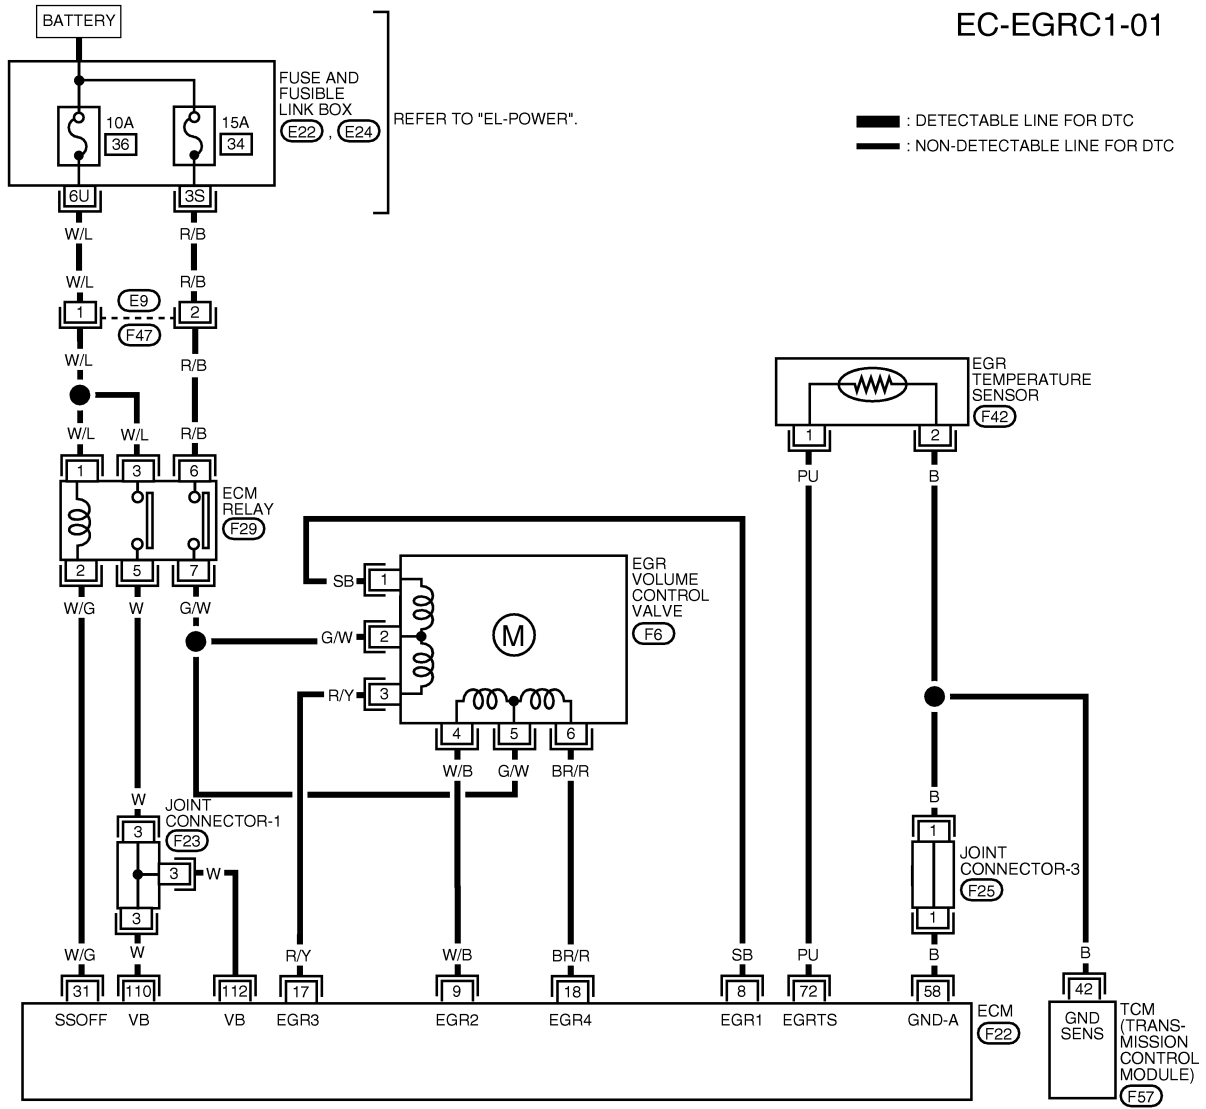 BATTERY
EC-EGRC1-01
FUSE AND
FUSIBLE
LINK BOX
E22 , E24
REFER TO "EL-POWER".
10A
36
15A
34
: DETECTABLE LINE FOR DTC
: NON-DETECTABLE LINE FOR DTC
6U
3S
W/L
R/B
W/L
R/B
1
E9
2
F47
W/L
R/B
W/L
W/L
R/B
1
3
6
ECM
RELAY
F29
2
5
7
W/G
W
G/W
EGR
TEMPERATURE
SENSOR
F42
1
2
PU
B
SB
1
G/W
2
R/Y
3
M
EGR
VOLUME
CONTROL
VALVE
F6
4
5
6
W/B
G/W
BR/R
W
JOINT
CONNECTOR-1
F23
3
3
W
3
B
1
JOINT
CONNECTOR-3
F25
1
W/G
W
R/Y
W/B
BR/R
SB
PU
B
B
31
110
112
17
9
18
8
72
58
42
SSOFF
VB
VB
EGR3
EGR2
EGR4
EGR1
EGRTS
GND-A
ECM
F22
GND
SENS
TCM
(TRANS-
MISSION
CONTROL
MODULE)
F57